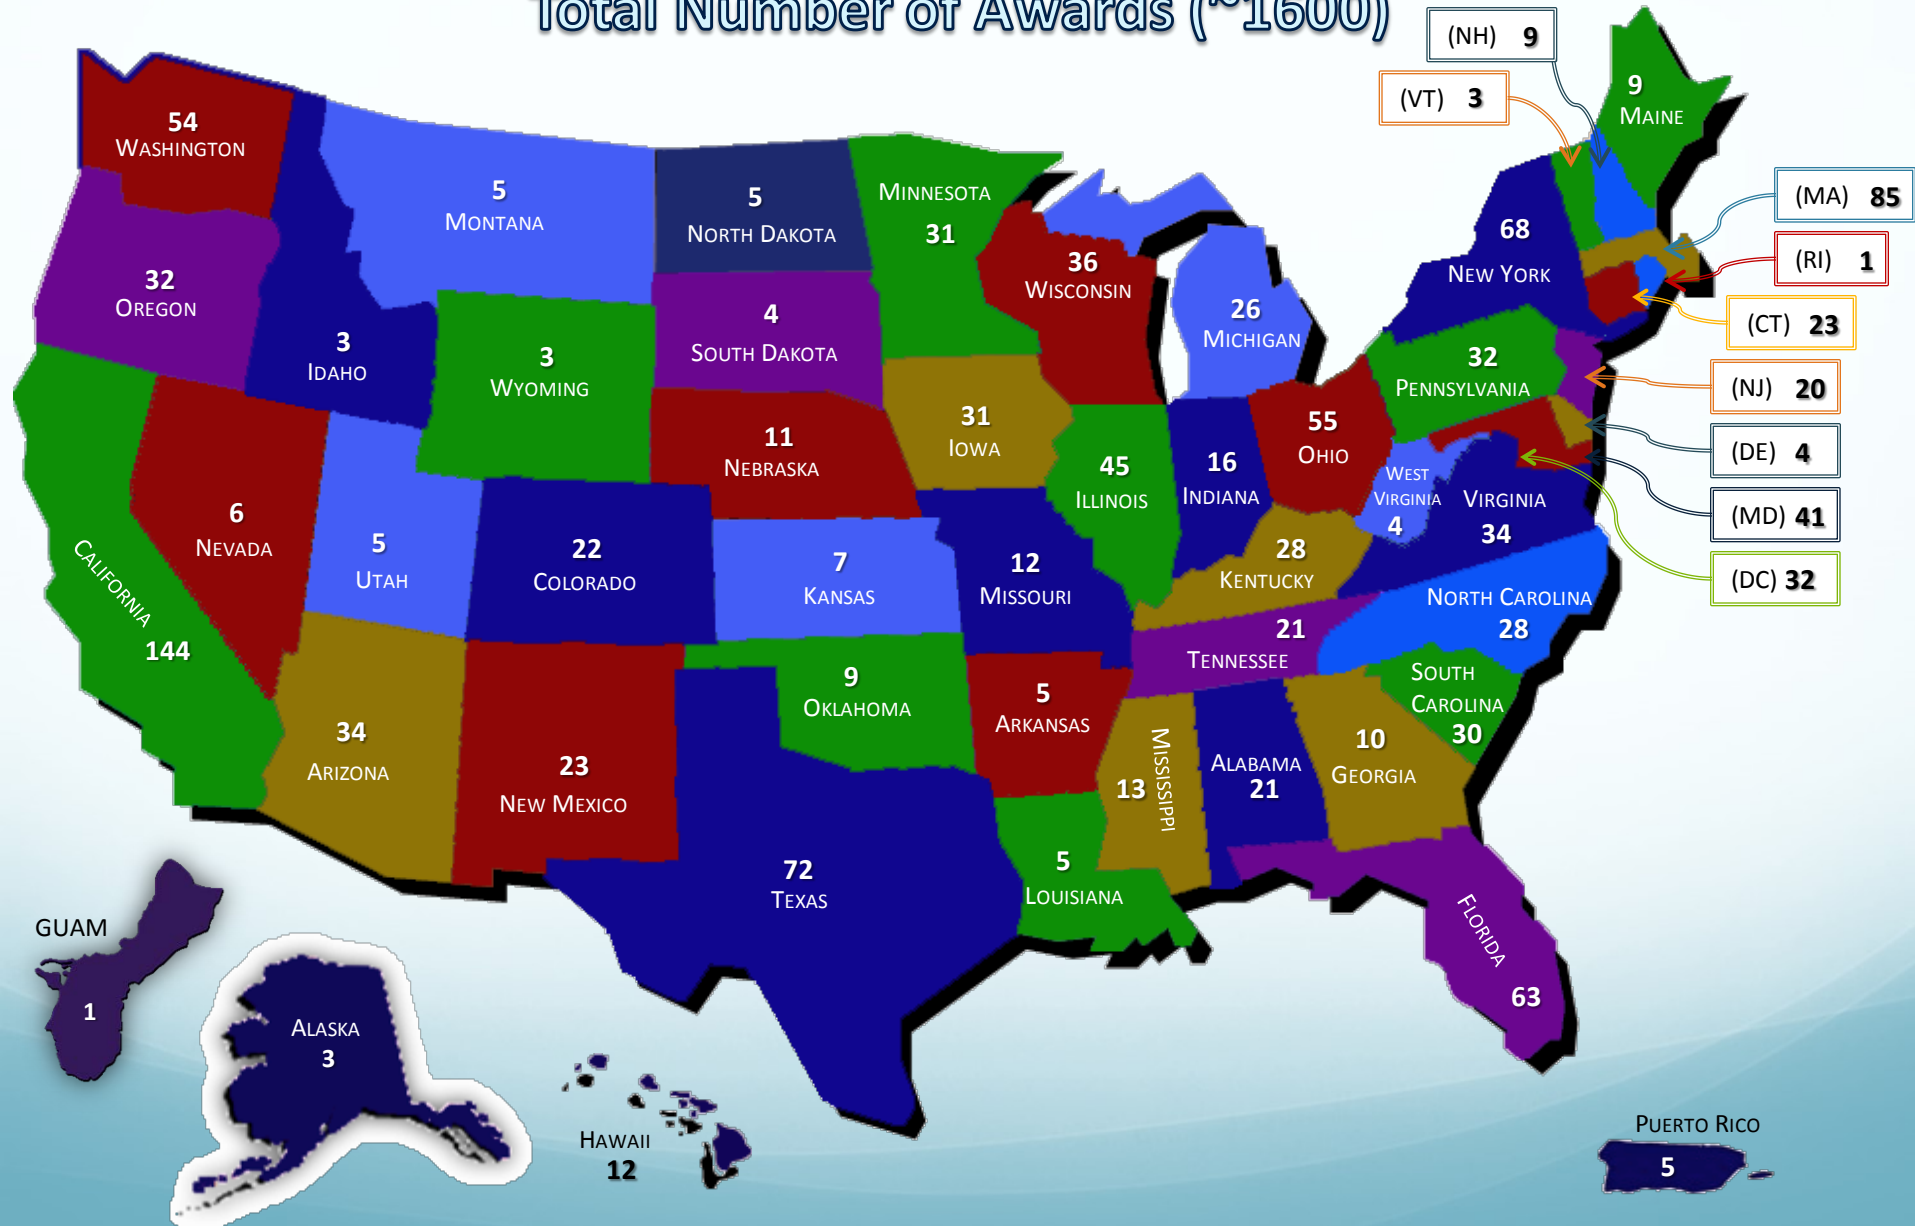 Total Number of Awards (~1600)
(NH) 9
(VT) 3
9
MAINE
54
WASHINGTON
5
MONTANA
5
NORTH DAKOTA
MINNESOTA
31
(MA) 85
68
NEW YORK
(RI) 1
36
WISCONSIN
32
OREGON
26
MICHIGAN
(CT) 23
4
SOUTH DAKOTA
3
IDAHO
3
WYOMING
32
PENNSYLVANIA
(NJ) 20
31
IOWA
55
OHIO
11
NEBRASKA
(DE) 4
45
ILLINOIS
16
INDIANA
WEST
VIRGINIA
4
VIRGINIA
34
(MD) 41
6
NEVADA
5
UTAH
22
COLORADO
7
KANSAS
12
MISSOURI
28
KENTUCKY
(DC) 32
CALIFORNIA
144
NORTH CAROLINA
28
21
TENNESSEE
9
OKLAHOMA
5
ARKANSAS
SOUTH
CAROLINA
30
34
ARIZONA
23
NEW MEXICO
MISSISSIPPI
13
ALABAMA
21
10
GEORGIA
72
TEXAS
5
LOUISIANA
FLORIDA
63
GUAM
1
ALASKA
3
HAWAII
12
PUERTO RICO
5